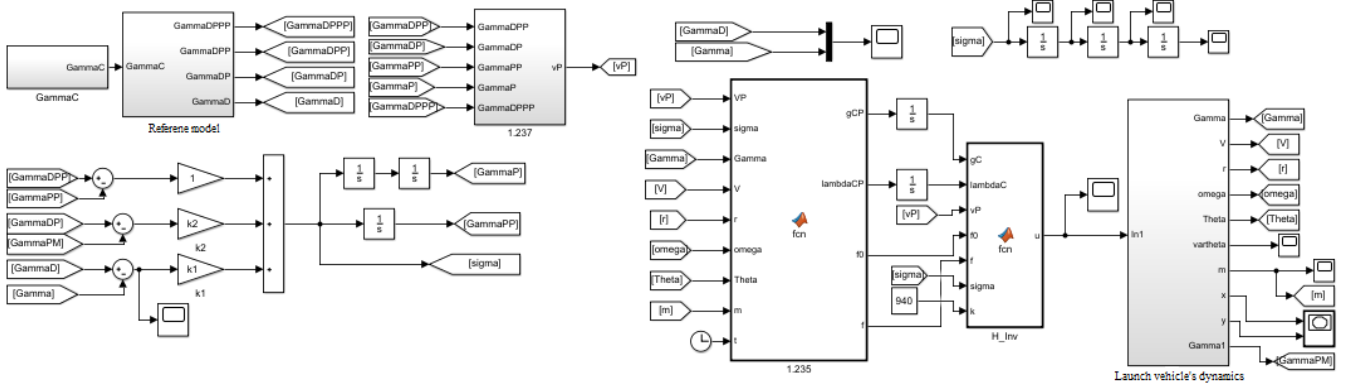 GammaC
GammaC
GammaC
GammaDPPP
GammaDPP
GammaDP
GammaD
Referene model
[GammaDPPP]
[GammaDPP]
[GammaDP]
[GammaD]
[GammaDPP]
[GammaDP]
[GammaPP]
[GammaP]
[GammaDPPP]
GammaDPP
GammaDP
GammaPP
GammaP
GammaDPPP
vP
1.237
[vP]
[GammaD]
[Gamma]
[sigma]
1
s
1
s
1
s
[GammaDPP]
[GammaPP]
[GammaDP]
[GammaPM]
[GammaD]
[Gamma]
1
k2
k2
k1
k1
1
s
1
s
[GammaP]
1
s
[GammaPP]
[sigma]
[vP]
[sigma]
[Gamma]
[V]
[r]
[omega]
[Theta]
[m]
VP
sigma
Gamma
V
r
omega
Theta
m
t
fcn
gCP
lambdaCP
f0
f
1.235
1
s
1
s
[vP]
[sigma]
940
gC
lambdaC
vP
f0
f
sigma
k
fcn
u
H_Inv
In1
Gamma
V
r
omega
Theta
vartheta
m
x
y
Gamma1
Launch vehicle's dynamics
[Gamma]
[V]
[r]
[omega]
[Theta]
[m]
[GammaPM]